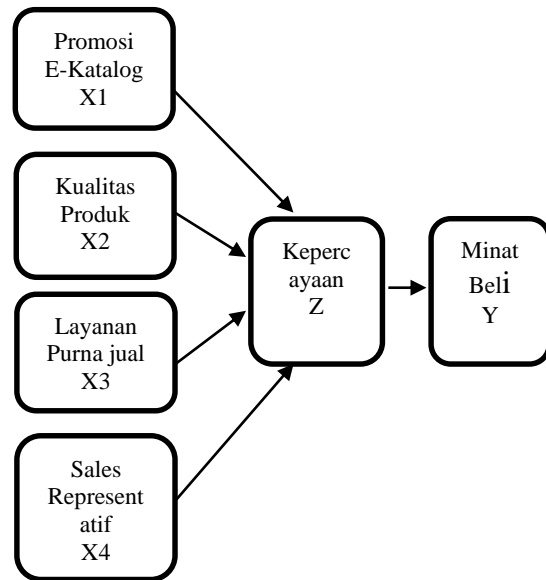 Promosi
E-Katalog
X1
Kualitas
Produk
X2
Layanan
Purna jual
X3
Sales
Represent
atif
X4
Keperc
ayaan
Z
Minat
Beli
Y